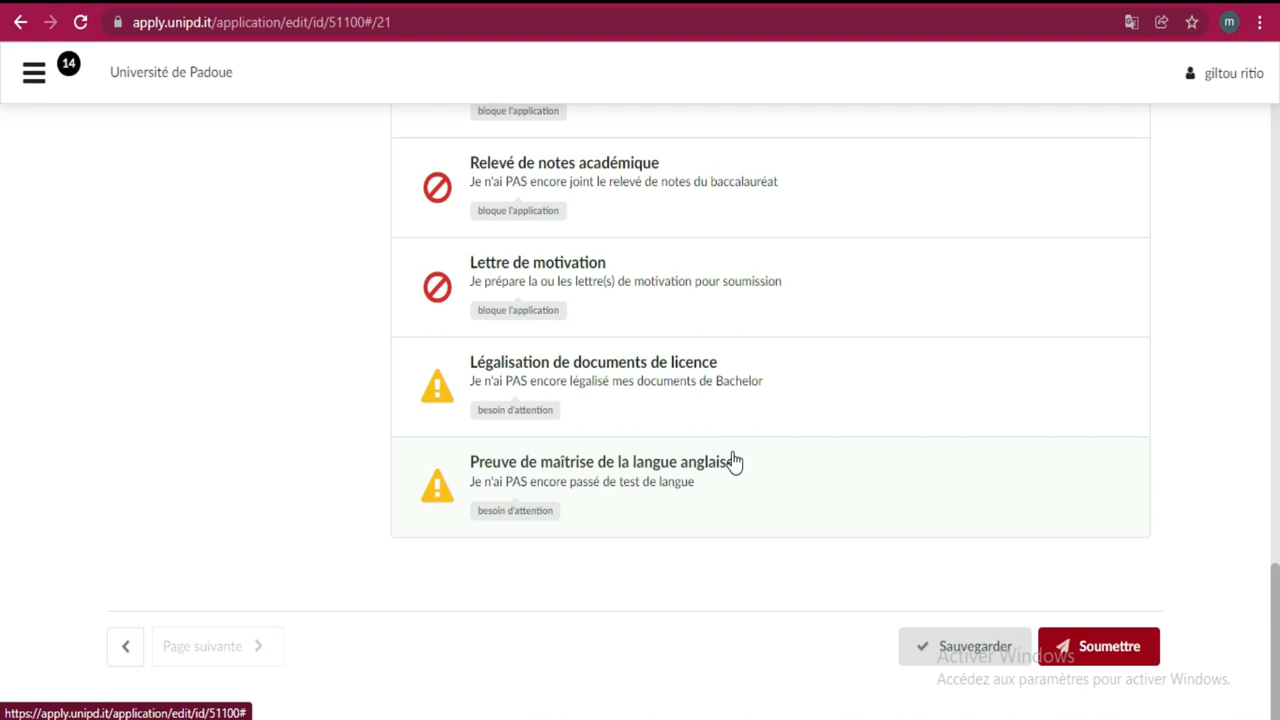 apply.unipd.it/application/edit/id/51100#/21
m
14
Université de Padoue
giltou ritio
bloque l'application
Relevé de notes académique
Je n'ai PAS encore joint le relevé de notes du baccalauréat
bloque l'application
Lettre de motivation
Je prépare la ou les lettre(s) de motivation pour soumission
bloque l'application
Légalisation de documents de licence
Je n'ai PAS encore légalisé mes documents de Bachelor
besoin d'attention
Preuve de maîtrise de la langue anglaise
Je n'ai PAS encore passé de test de langue
besoin d'attention
Page suivante
Sauvegarder
Soumettre
Activer Windows
Accédez aux paramètres pour activer Windows.
https://apply.unipd.it/application/edit/id/51100#